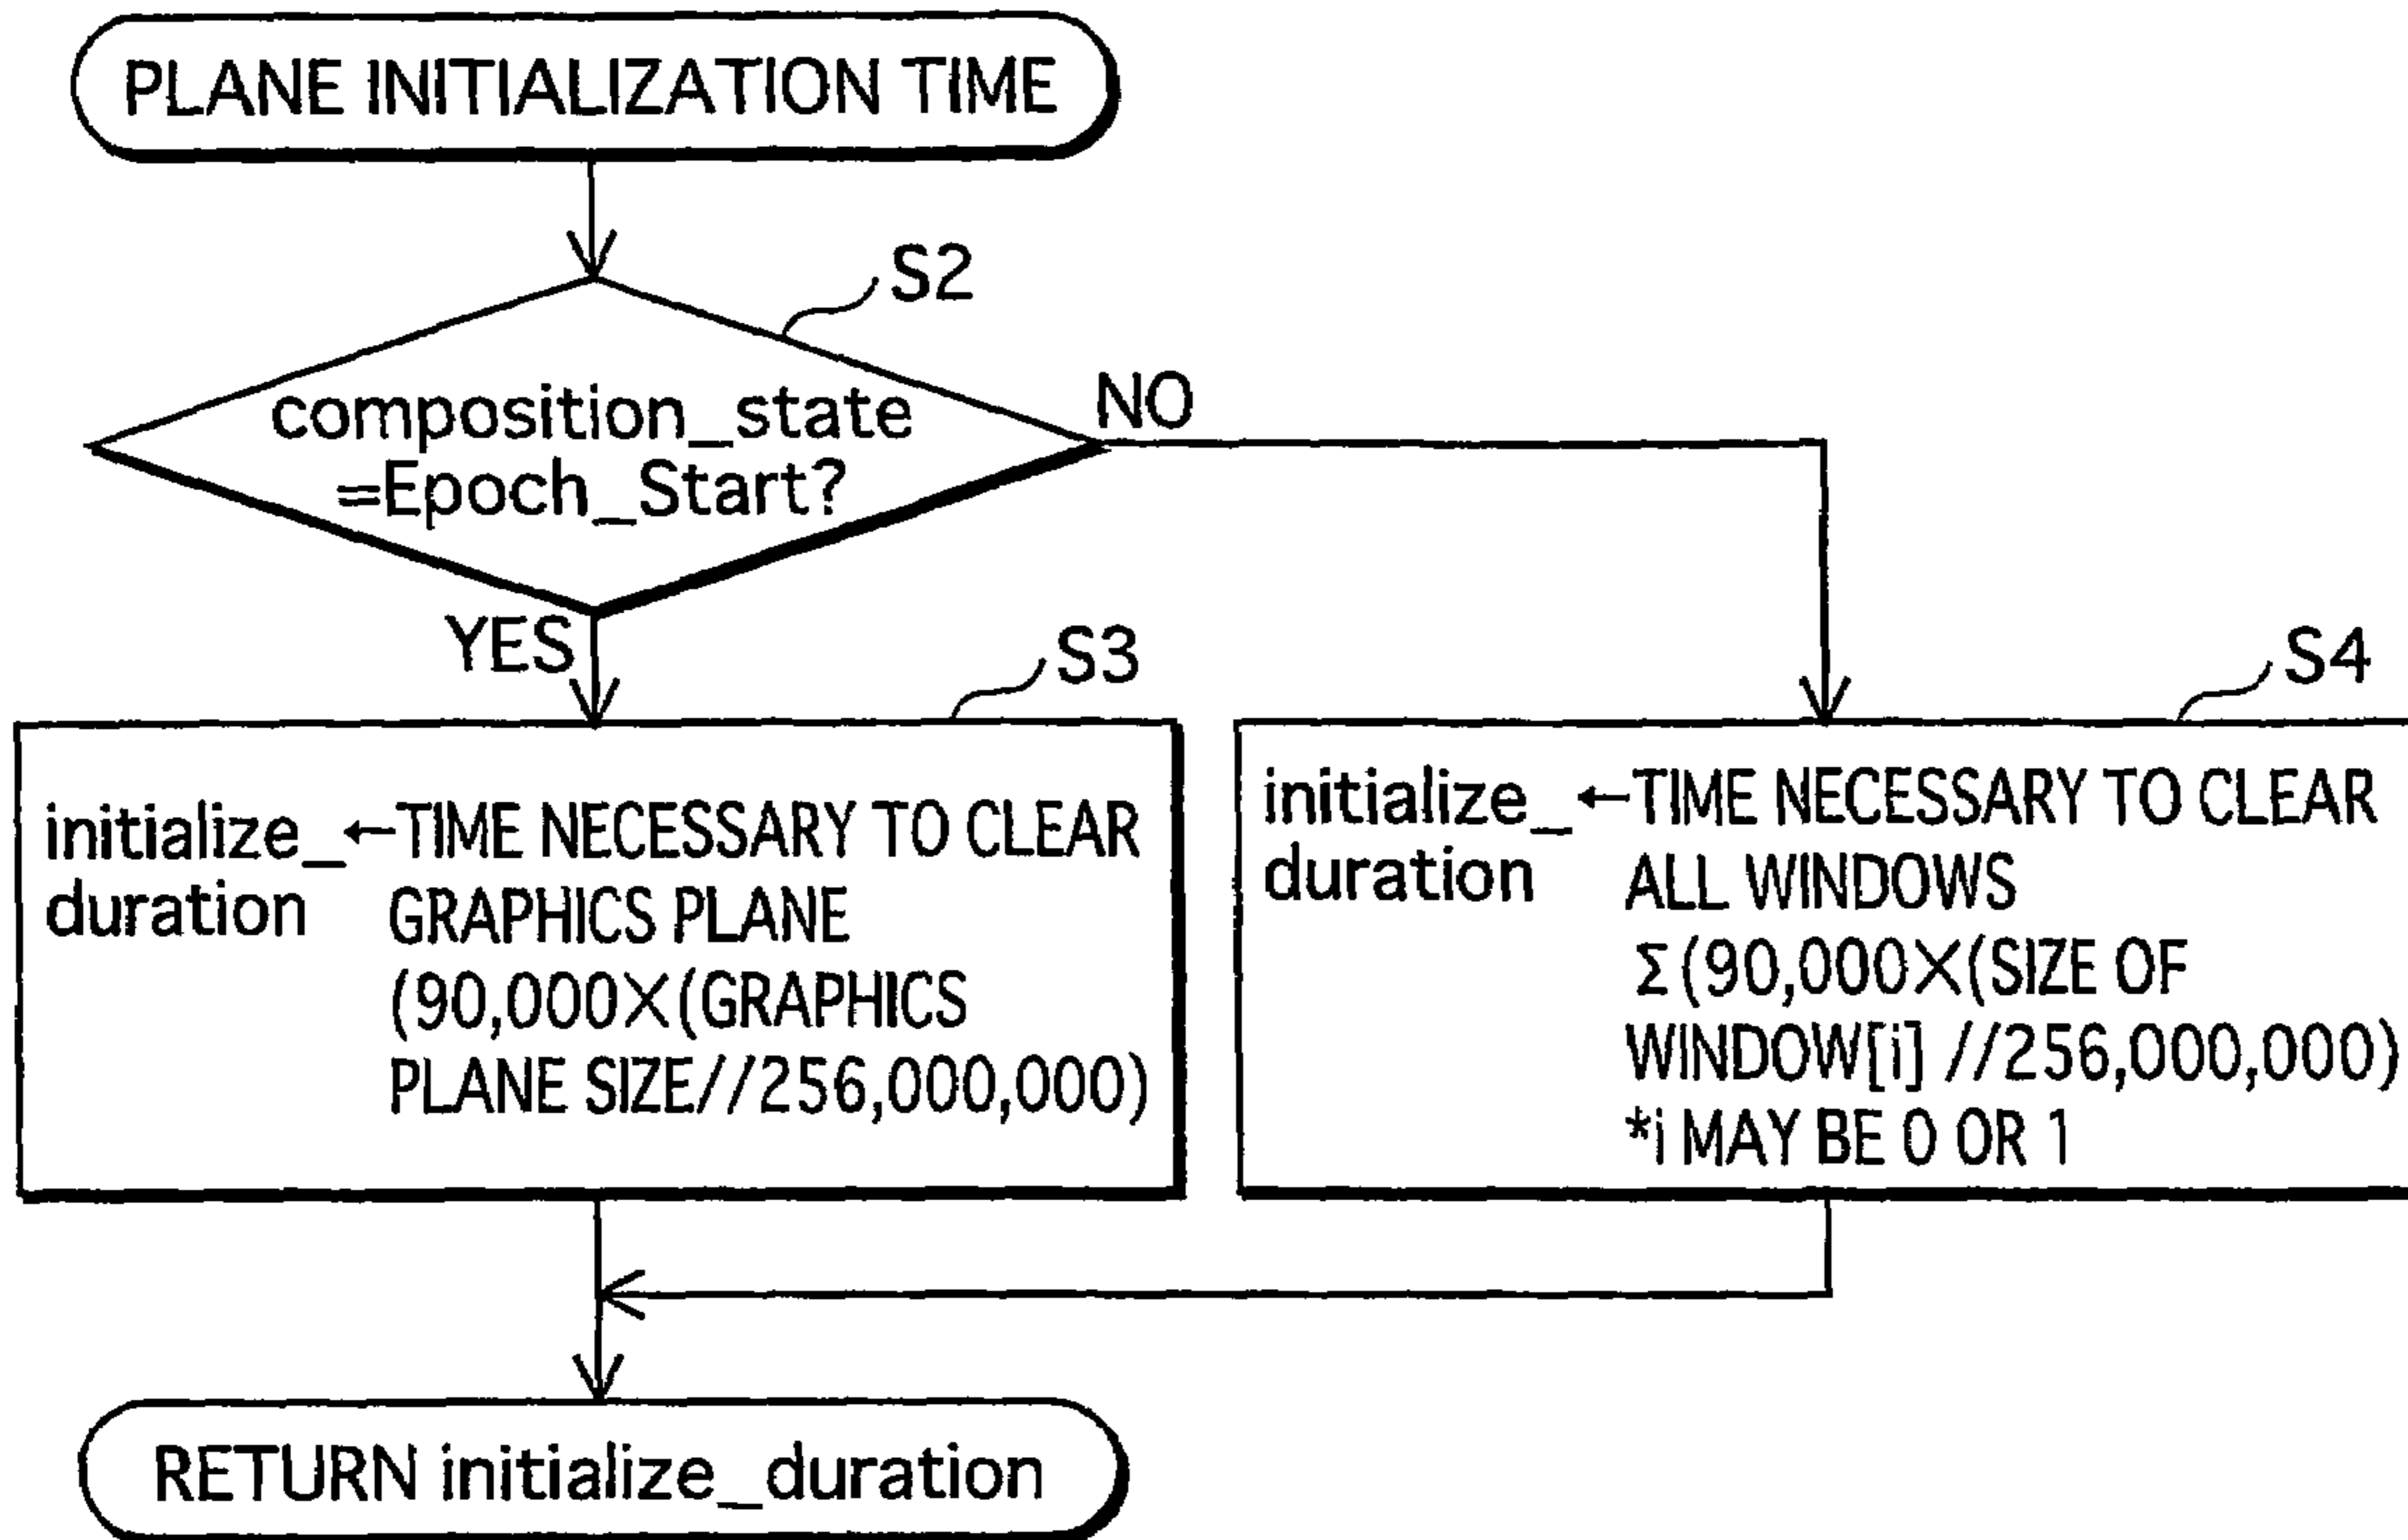 PLANE INITIALIZATION TIME
S2
composition_state
=Epoch_Start?
NO
YES
S3
initialize_←TIME NECESSARY TO CLEAR
duration GRAPHICS PLANE
(90,000×(GRAPHICS
PLANE SIZE//256,000,000)
S4
initialize_←TIME NECESSARY TO CLEAR
duration ALL WINDOWS
Σ(90,000×(SIZE OF
WINDOW[i] //256,000,000)
*i MAY BE 0 OR 1
RETURN initialize_duration